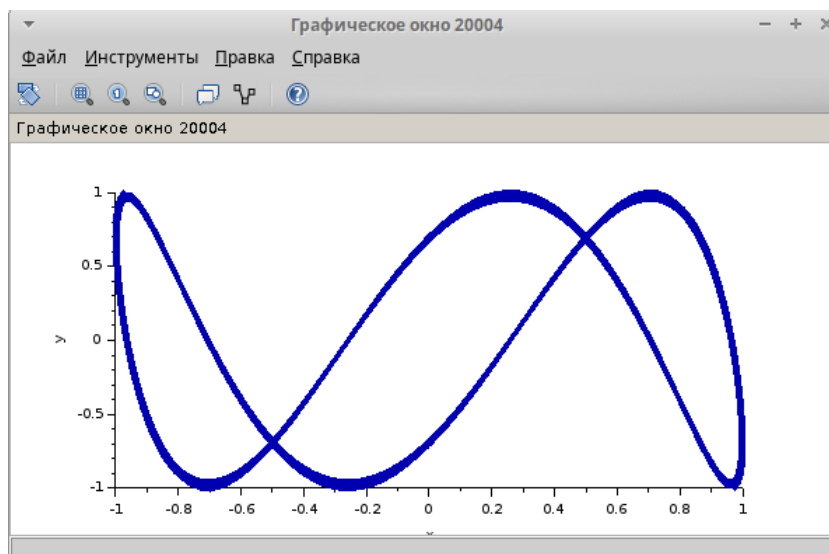 Графическое окно 20004
Файл Инструменты Правка Справка
Графическое окно 20004
1
0.5
y
0
-0.5
-1
-1 -0.8 -0.6 -0.4 -0.2 0 0.2 0.4 0.6 0.8 1